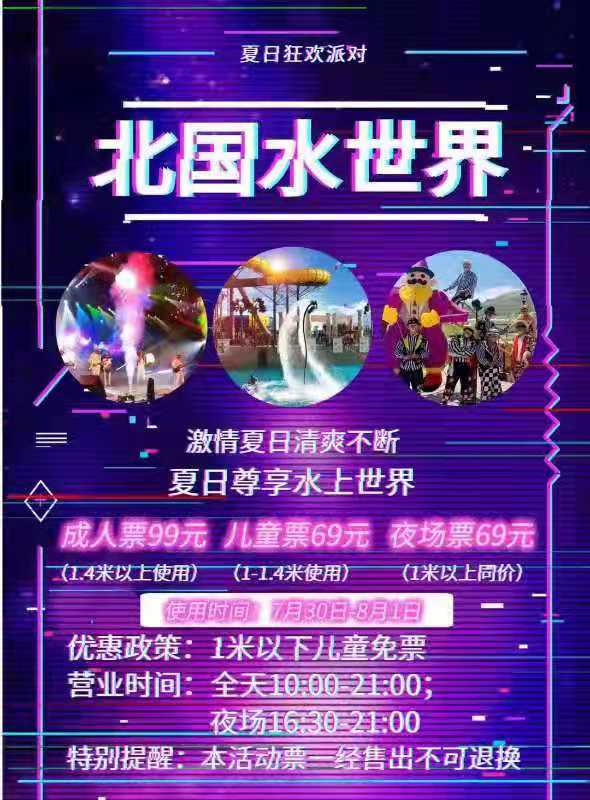 夏日狂欢派对
北国水世界
激情夏日清爽不断
夏日尊享水上世界
成人票99元 儿童票69元 夜场票69元
（1.4米以上使用） （1-1.4米使用） （1米以上同价）
使用时间：7月30日-8月1日
优惠政策：1米以下儿童免票
营业时间：全天10:00-21:00；
夜场16:30-21:00
特别提醒：本活动票一经售出不可退换